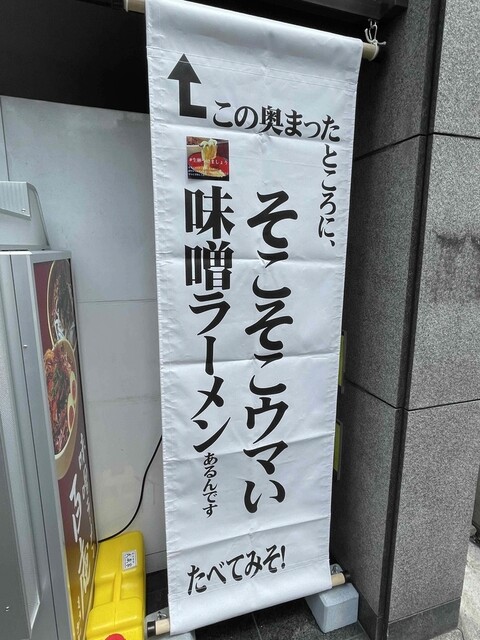 この奥まった
ところに、
そこそこウマい
味噌ラーメン
あるんです
たべてみそ!